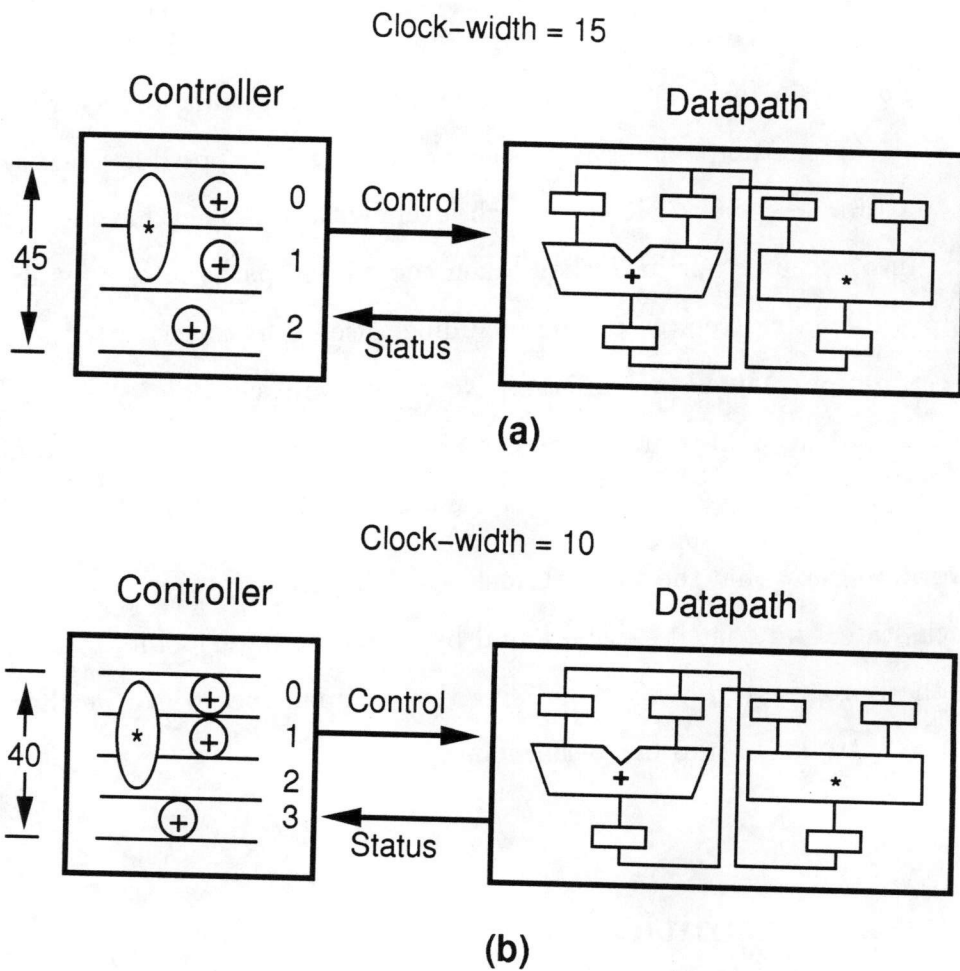 Clock–width = 15
Controller
Datapath
45
*
+
0
+
1
+
2
Control
Status
+
*
(a)
Clock–width = 10
Controller
Datapath
40
*
+
0
+
1
2
+
3
Control
Status
+
*
(b)